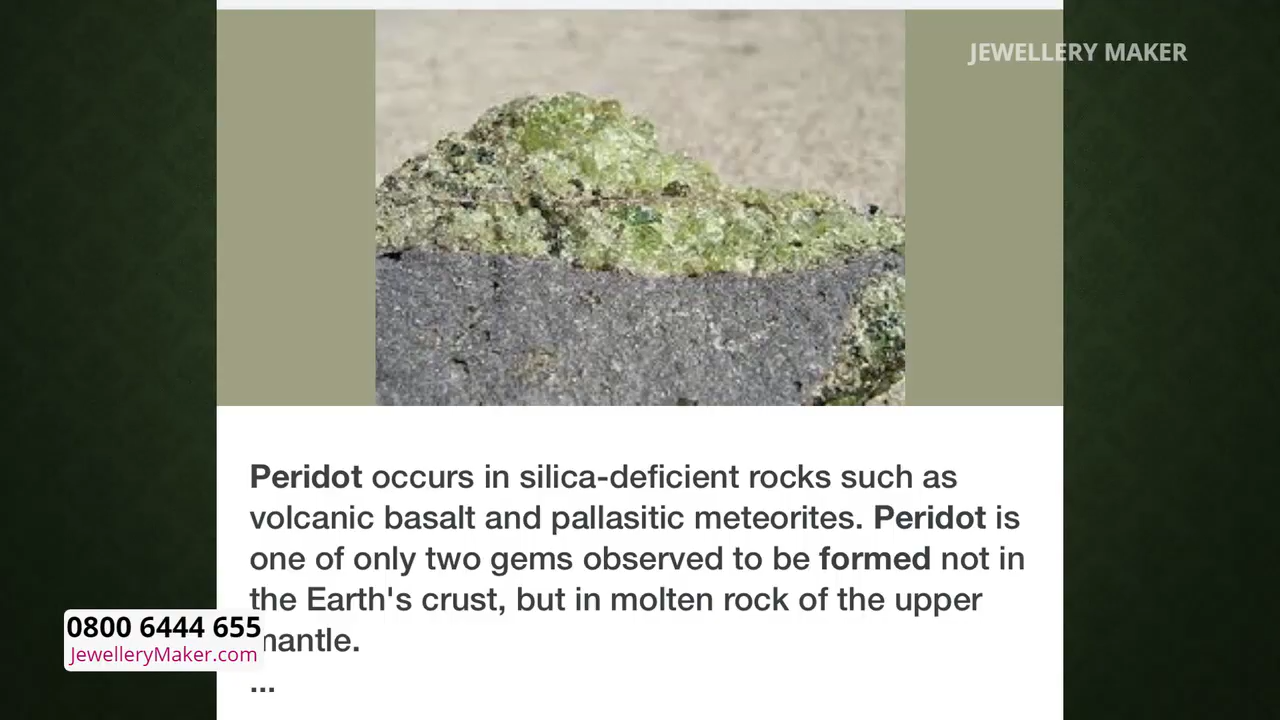 JEWELLERY MAKER
Peridot occurs in silica-deficient rocks such as
volcanic basalt and pallasitic meteorites. Peridot is
one of only two gems observed to be formed not in
the Earth's crust, but in molten rock of the upper
mantle.
...
0800 6444 655
JewelleryMaker.com